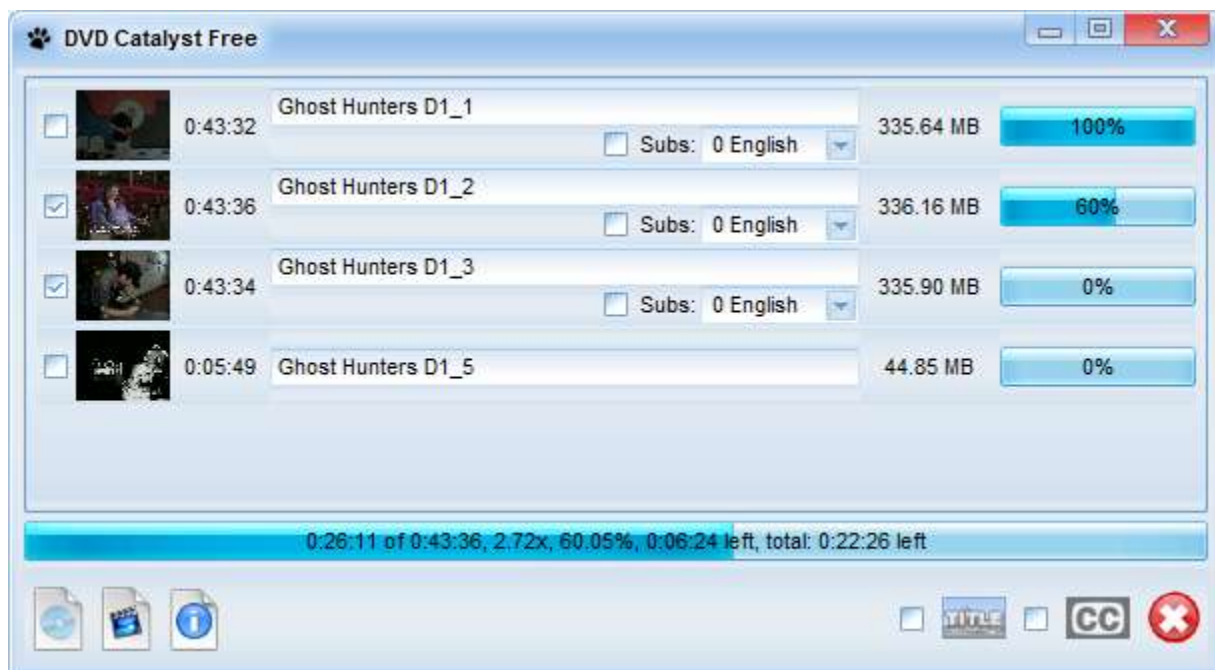 DVD Catalyst Free
0:43:32 Ghost Hunters D1_1 335.64 MB 100%
Subs: 0 English
0:43:36 Ghost Hunters D1_2 336.16 MB 60%
Subs: 0 English
0:43:34 Ghost Hunters D1_3 335.90 MB 0%
Subs: 0 English
0:05:49 Ghost Hunters D1_5 44.85 MB 0%
0:26:11 of 0:43:36, 2.72x, 60.05%, 0:06:24 left, total: 0:22:26 left
TITLE CC